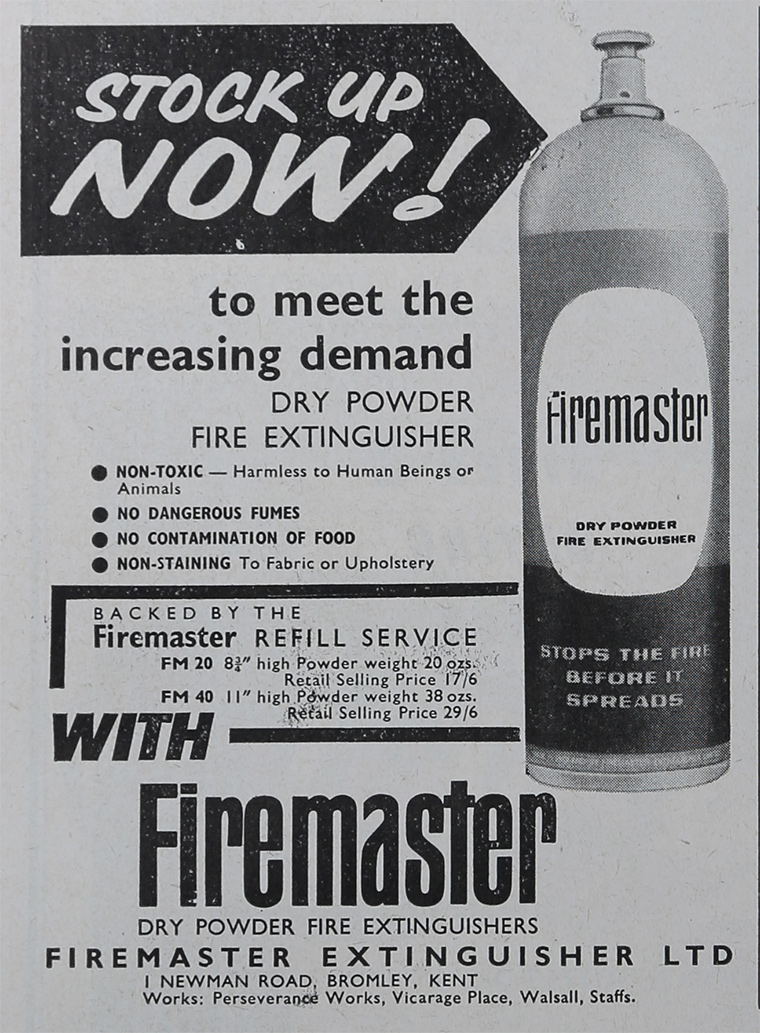 STOCK UP
NOW!
to meet the
increasing demand
DRY POWDER
FIRE EXTINGUISHER
● NON-TOXIC — Harmless to Human Beings or
Animals
● NO DANGEROUS FUMES
● NO CONTAMINATION OF FOOD
● NON-STAINING To Fabric or Upholstery
BACKED BY THE
Firemaster REFILL SERVICE
FM 20 8¾" high Powder weight 20 ozs.
Retail Selling Price 17/6
FM 40 11" high Powder weight 38 ozs.
Retail Selling Price 29/6
WITH
Firemaster
DRY POWDER FIRE EXTINGUISHERS
FIREMASTER EXTINGUISHER LTD
1 NEWMAN ROAD, BROMLEY, KENT
Works: Perseverance Works, Vicarage Place, Walsall, Staffs.
Firemaster
DRY POWDER
FIRE EXTINGUISHER
STOPS THE FIRE
BEFORE IT
SPREADS